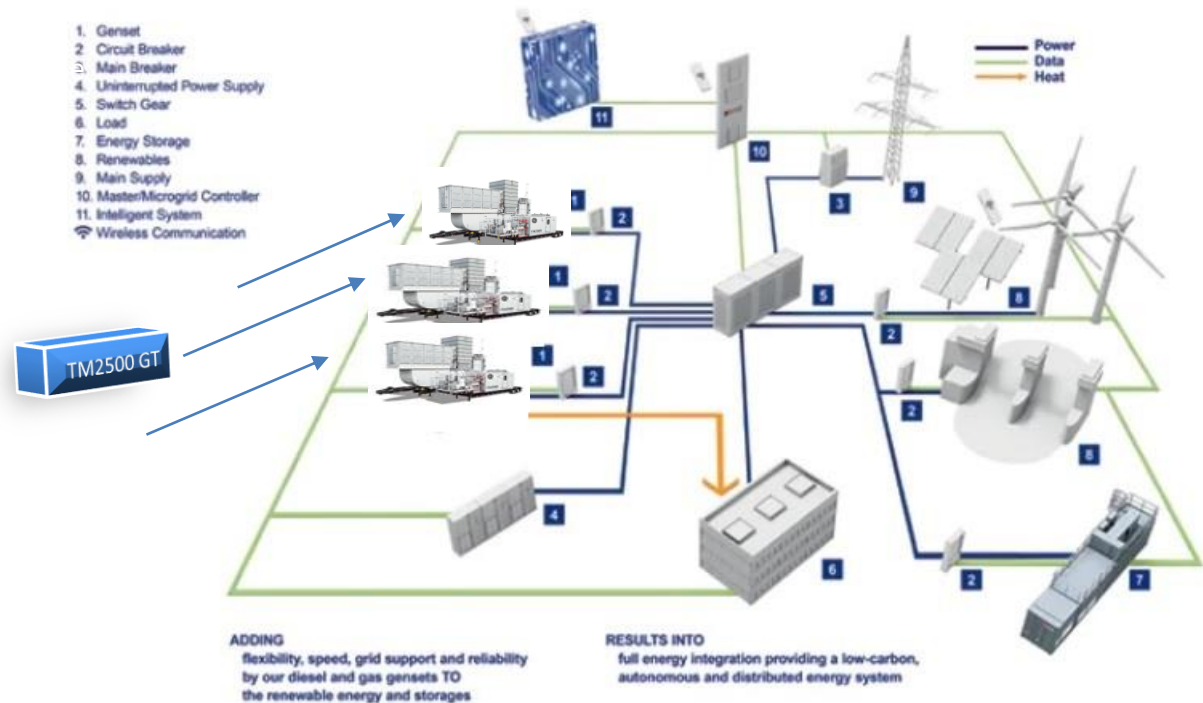 1. Genset
2 Circuit Breaker
3. Main Breaker
4. Uninterrupted Power Supply
5. Switch Gear
6. Load
7. Energy Storage
8. Renewables
9. Main Supply
10. Master/Microgrid Controller
11. Intelligent System
Wireless Communication
Power
Data
Heat
11
10
3
9
1
2
1
2
5
2
8
TM2500 GT
1
2
2
8
4
6
2
7
ADDING
flexibility, speed, grid support and reliability
by our diesel and gas gensets TO
the renewable energy and storages
RESULTS INTO
full energy integration providing a low-carbon,
autonomous and distributed energy system